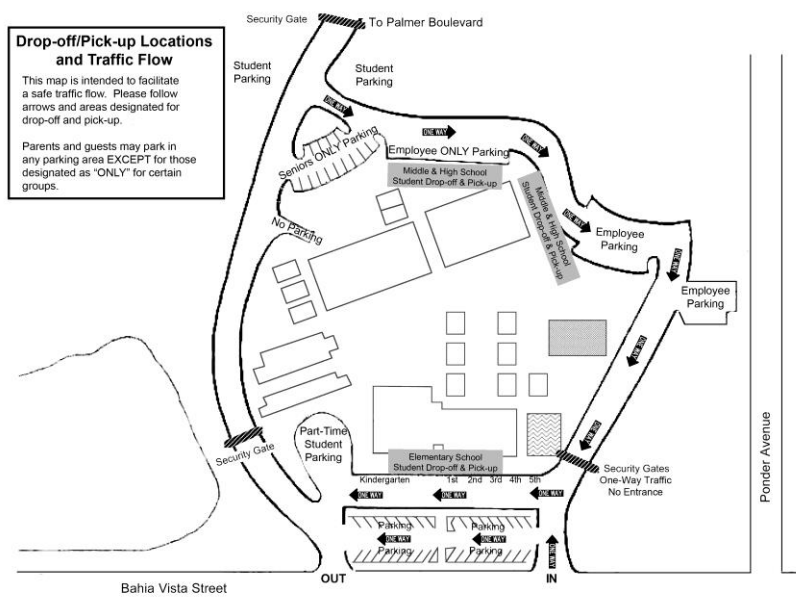 Security Gate
To Palmer Boulevard
Drop-off/Pick-up Locations
and Traffic Flow
This map is intended to facilitate
a safe traffic flow.  Please follow
arrows and areas designated for
drop-off and pick-up.
Parents and guests may park in
any parking area EXCEPT for those
designated as “ONLY” for certain
groups.
Student
Parking
Student
Parking
ONE WAY
ONE WAY
ONE WAY
Seniors ONLY Parking
Employee ONLY Parking
Middle & High School
Student Drop-off & Pick-up
Middle & High School
Student Drop-off & Pick-up
ONE WAY
No Parking
Employee
Parking
ONE WAY
Employee
Parking
ONE WAY
ONE WAY
Ponder Avenue
Part-Time
Student
Parking
Security Gate
Elementary School
Student Drop-off & Pick-up
Security Gates
One-Way Traffic
No Entrance
Kindergarten
1st 2nd 3rd 4th 5th
ONE WAY
ONE WAY
ONE WAY
Parking
Parking
ONE WAY
ONE WAY
ONE WAY
Parking
Parking
OUT
IN
Bahia Vista Street